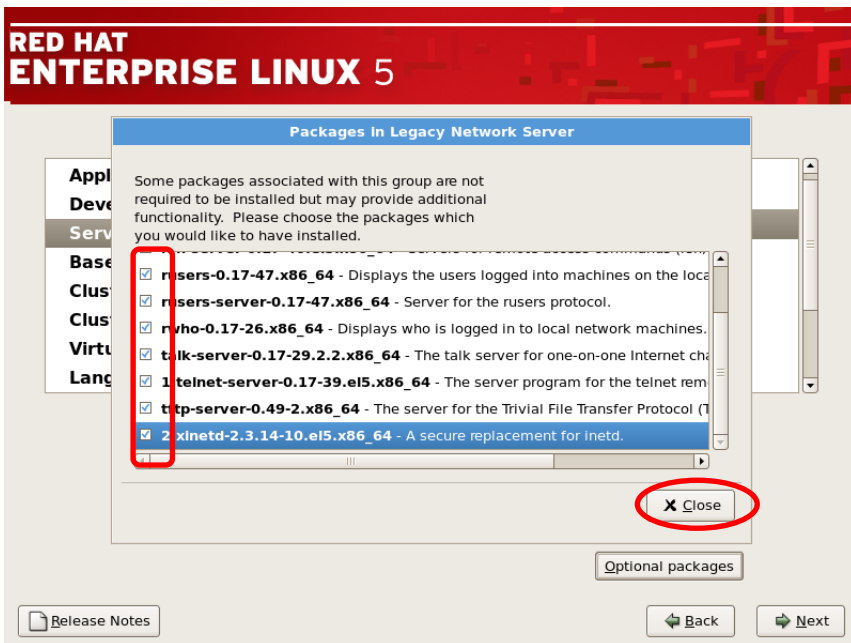 RED HAT
ENTERPRISE LINUX 5
Packages in Legacy Network Server
Some packages associated with this group are not
required to be installed but may provide additional
functionality. Please choose the packages which
you would like to have installed.
Appl
Deve
Serv
Base
Clus
Clus
Virtu
Lang
rusers-0.17-47.x86_64 - Displays the users logged into machines on the loca
rusers-server-0.17-47.x86_64 - Server for the rusers protocol.
rwho-0.17-26.x86_64 - Displays who is logged in to local network machines.
talk-server-0.17-29.2.2.x86_64 - The talk server for one-on-one Internet cha
1:telnet-server-0.17-39.el5.x86_64 - The server program for the telnet rem
tftp-server-0.49-2.x86_64 - The server for the Trivial File Transfer Protocol (T
2:xinetd-2.3.14-10.el5.x86_64 - A secure replacement for inetd.
Close
Optional packages
Release Notes
Back
Next